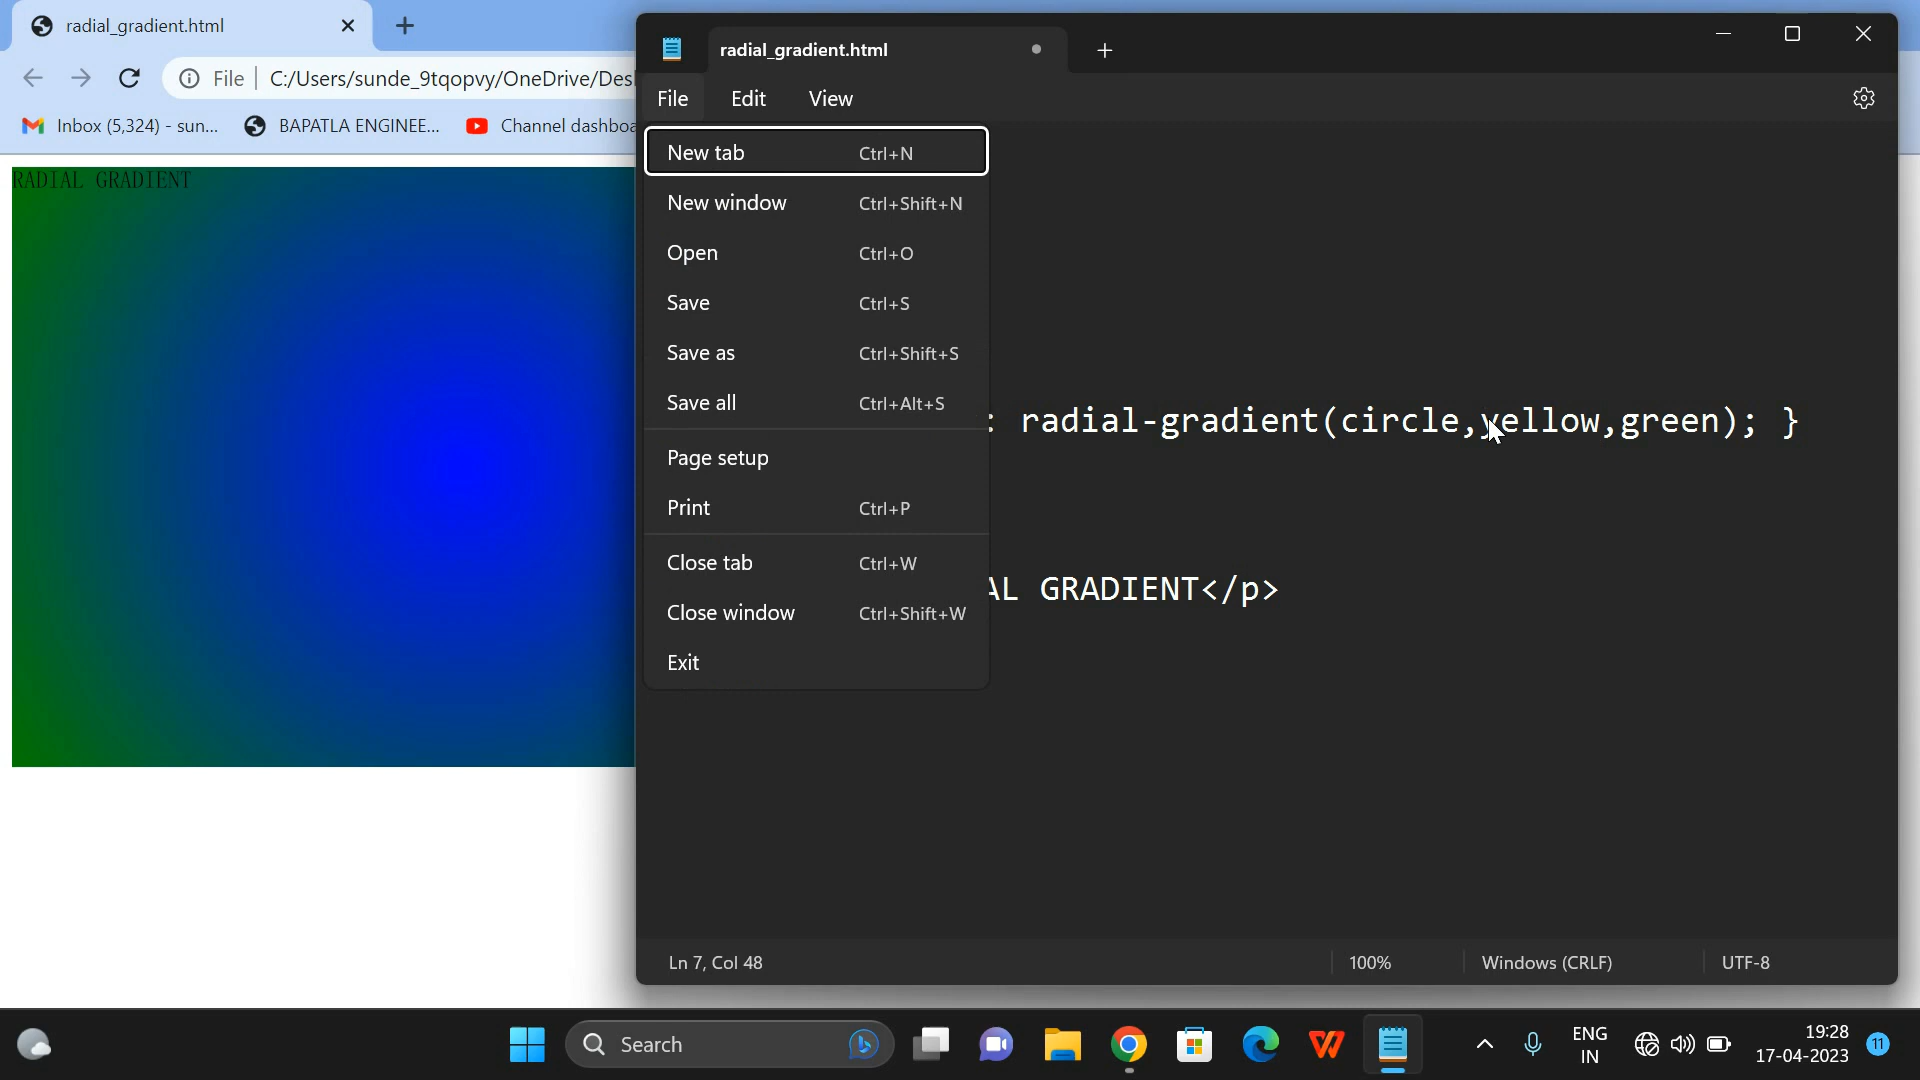 radial_gradient.html
File C:/Users/sunde_9tqopvy/OneDrive/Des
Inbox (5,324) - sun... BAPATLA ENGINEE... Channel dashboa
RADIAL GRADIENT
radial_gradient.html
File Edit View
New tab Ctrl+N
New window Ctrl+Shift+N
Open Ctrl+O
Save Ctrl+S
Save as Ctrl+Shift+S
Save all Ctrl+Alt+S
Page setup
Print Ctrl+P
Close tab Ctrl+W
Close window Ctrl+Shift+W
Exit
: radial-gradient(circle,yellow,green); }
AL GRADIENT</p>
Ln 7, Col 48 100% Windows (CRLF) UTF-8
Search
ENG
IN
19:28
17-04-2023
11